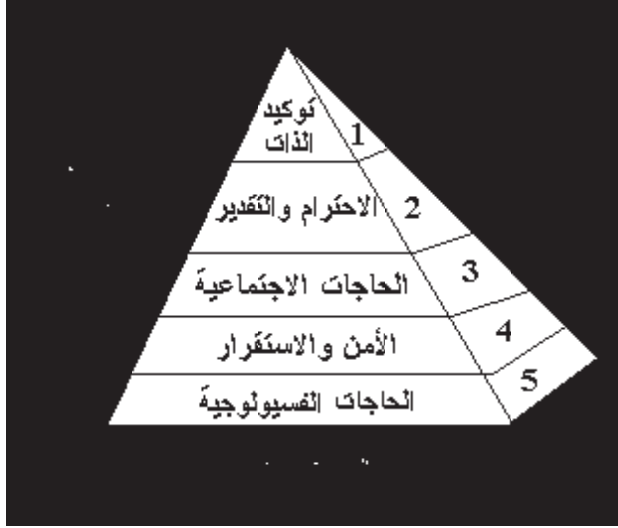 توكيد
الذات
1
الاحترام والتقدير
2
الحاجات الاجتماعية
3
الأمن والاستقرار
4
الحاجات الفسيولوجية
5